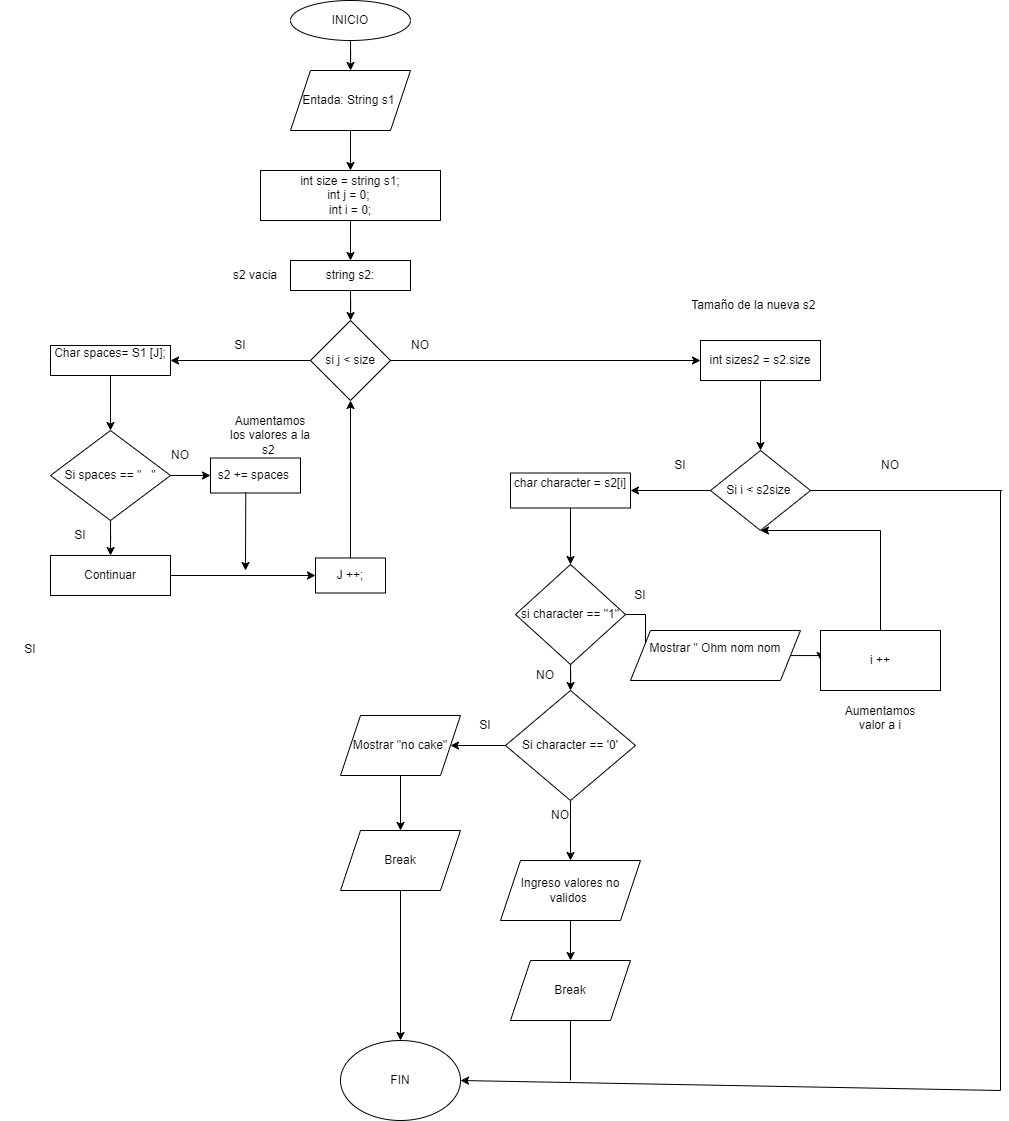 INICIO
Entada: String s1
int size = string s1;
int j = 0;
int i = 0;
s2 vacia
string s2:
Tamaño de la nueva s2
SI
si j < size
NO
Char spaces= S1 [J];
int sizes2 = s2.size
Aumentamos
los valores a la
s2
Si spaces == "   "
NO
s2 += spaces
SI
Continuar
J ++;
SI
Si i < s2size
NO
char character = s2[i]
si character == "1"
SI
Mostrar " Ohm nom nom
i ++
Aumentamos
valor a i
SI
NO
Si character == '0'
SI
Mostrar "no cake"
NO
Break
Ingreso valores no
validos
Break
FIN